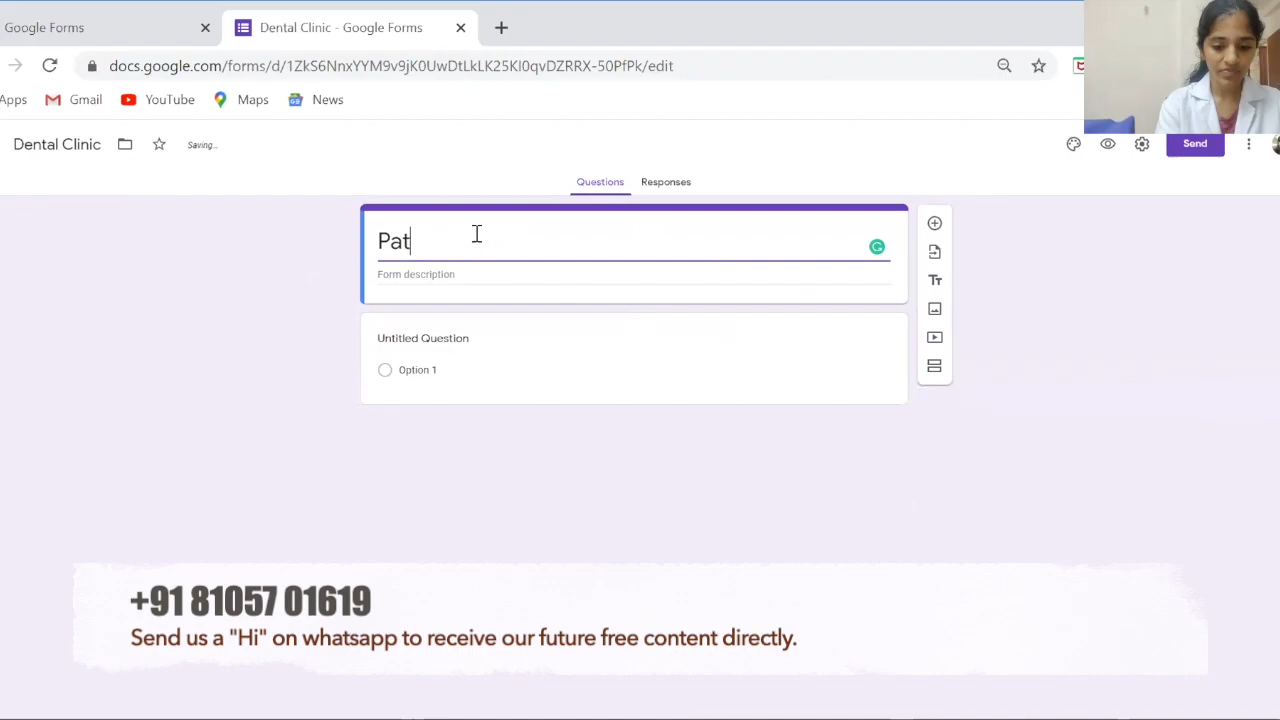 Google Forms
Dental Clinic - Google Forms
docs.google.com/forms/d/1ZkS6NnxYYM9v9jK0UwDtLkLK25Kl0qvDZRRX-50PfPk/edit
Apps Gmail YouTube Maps News
Dental Clinic Saving... Send
Questions Responses
Pat
Form description
Tt
Untitled Question
Option 1
+91 81057 01619
Send us a "Hi" on whatsapp to receive our future free content directly.